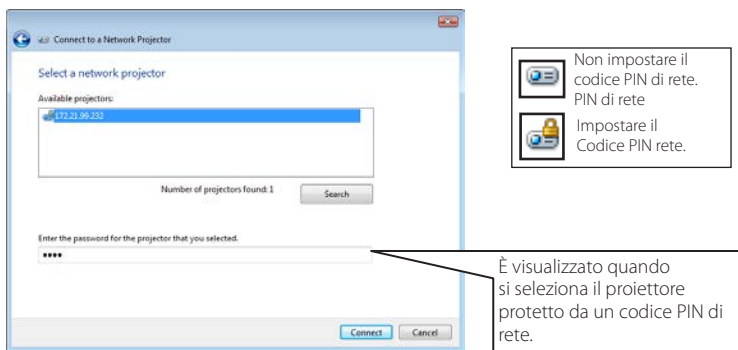 Connect to a Network Projector
Select a network projector
Available projectors:
172.21.99.232
Number of projectors found: 1
Search
Enter the password for the projector that you selected.
••••
Connect
Cancel
Non impostare il
codice PIN di rete.
PIN di rete
Impostare il
Codice PIN rete.
È visualizzato quando
si seleziona il proiettore
protetto da un codice PIN di
rete.